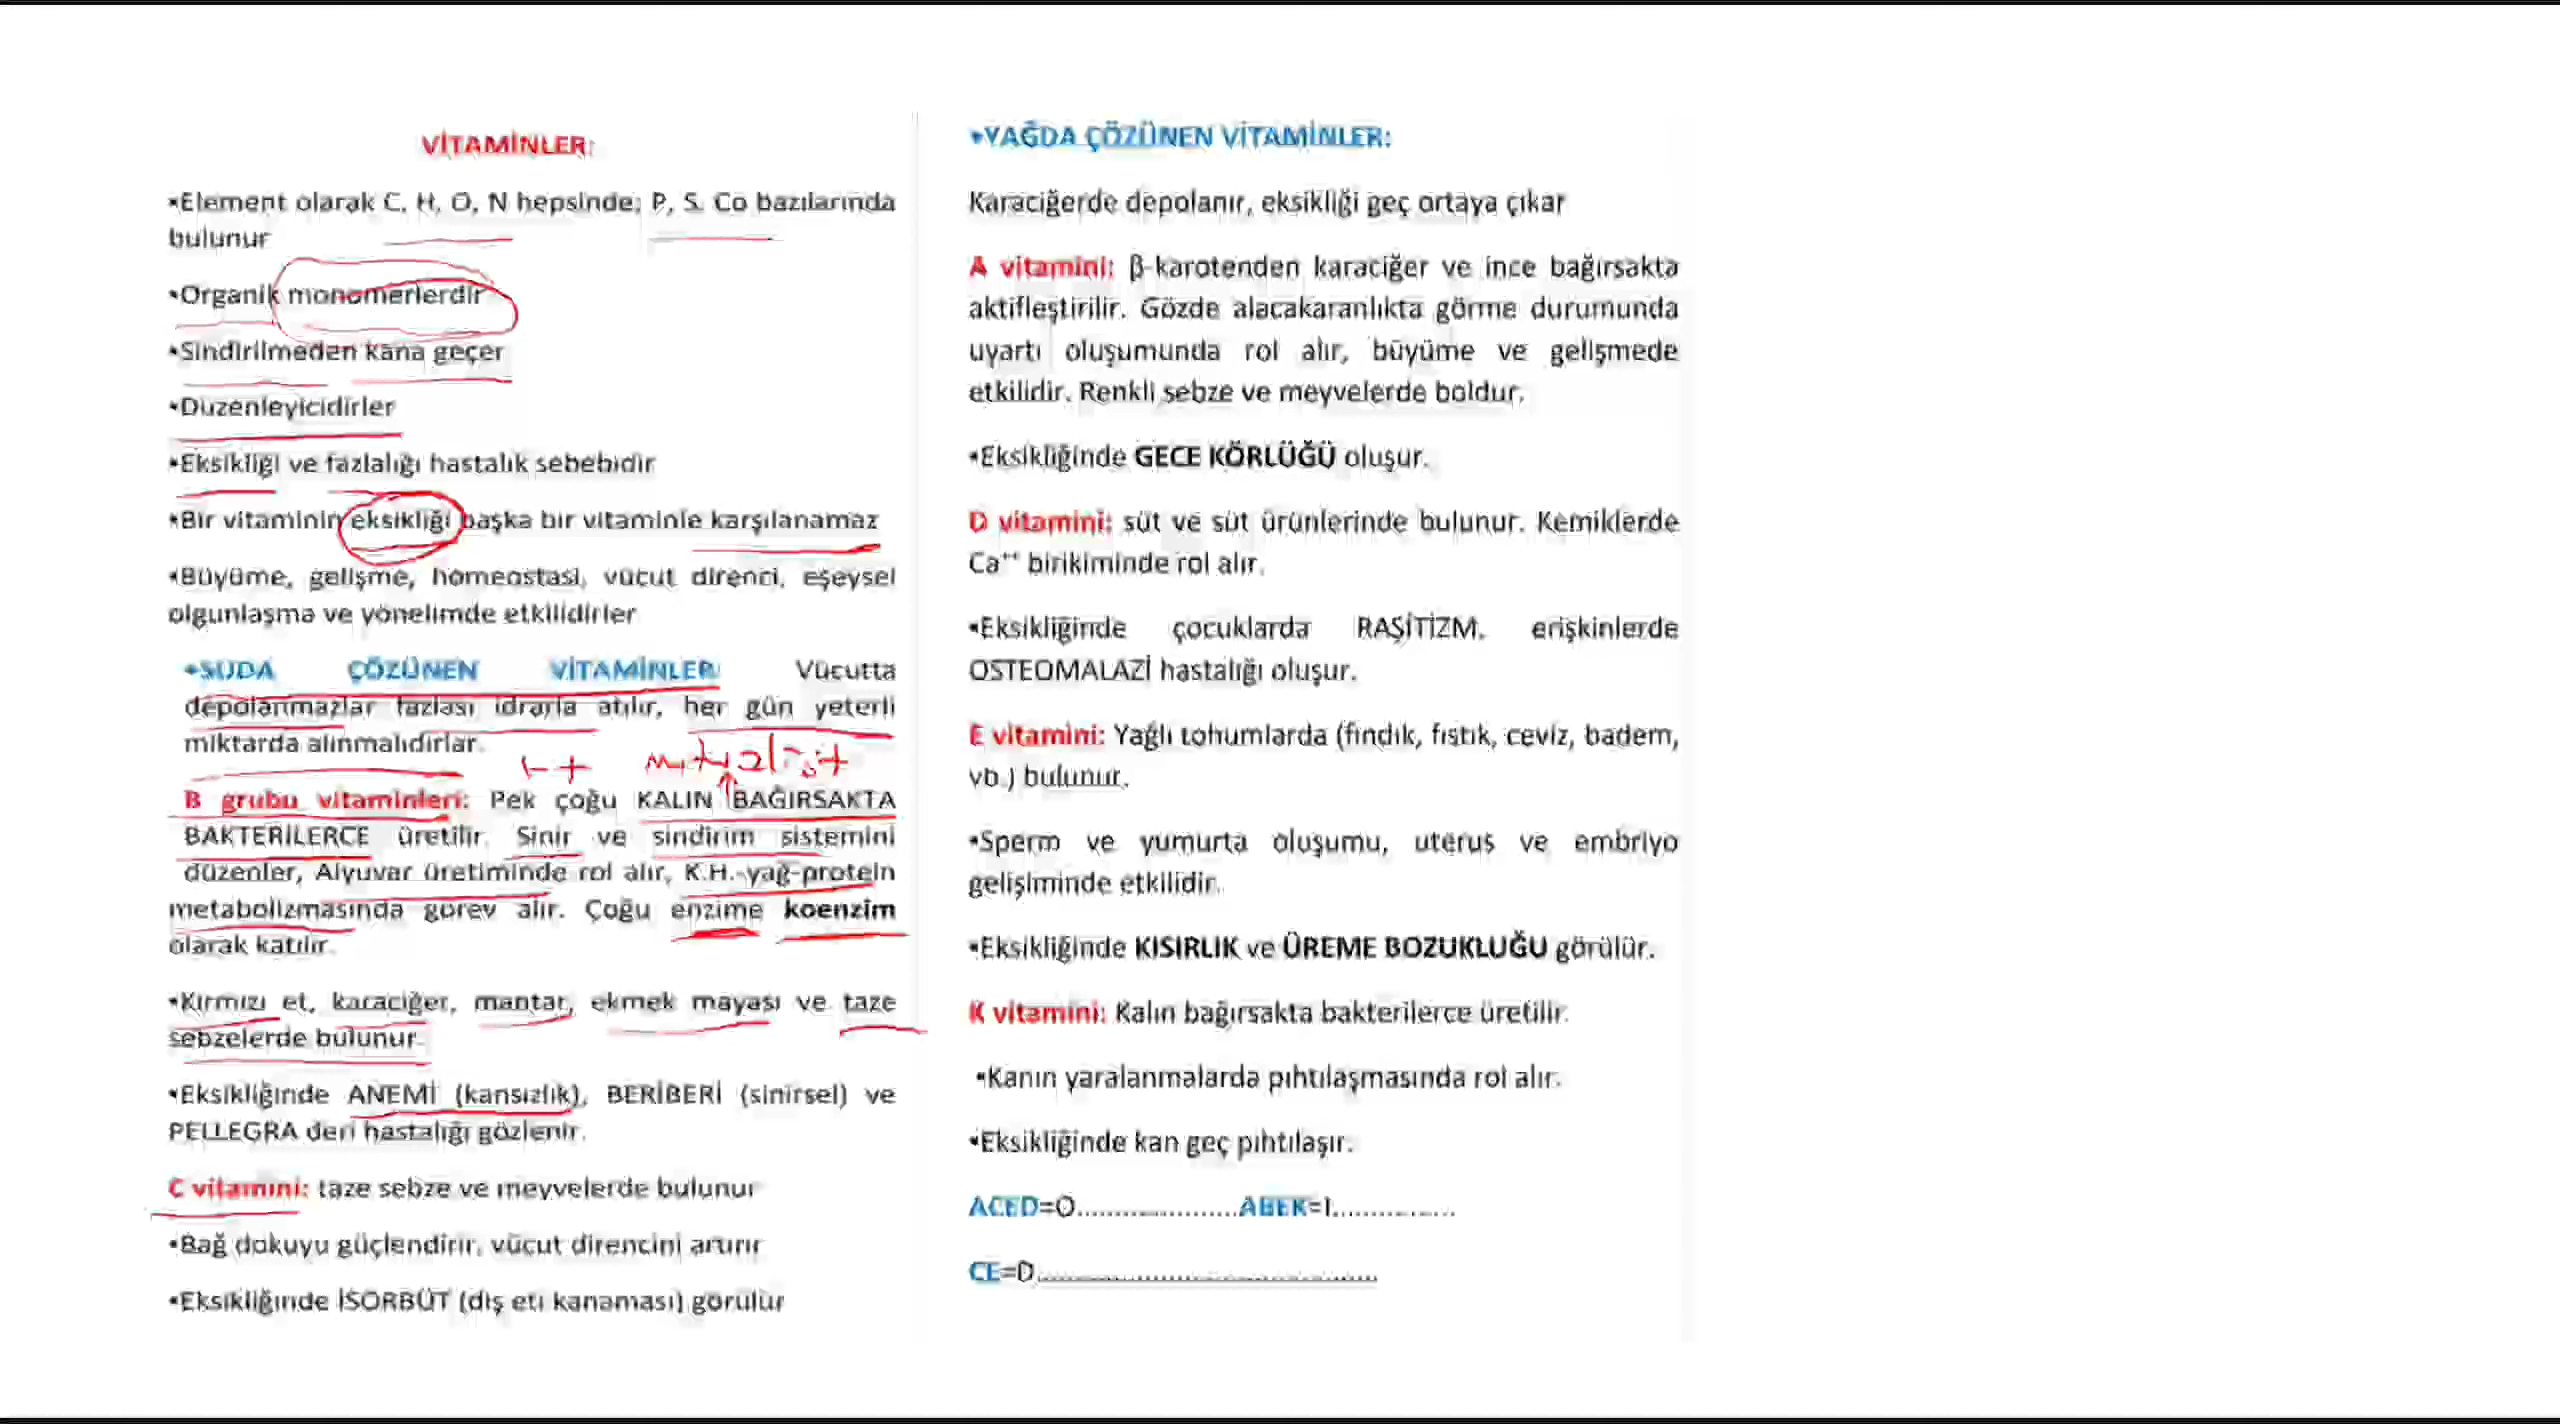 VİTAMİNLER:
•Element olarak C, H, O, N hepsinde; P, S, Co bazılarında
bulunur
•Organik monomerlerdir
•Sindirilmeden kana geçer
•Düzenleyicidirler
•Eksikliği ve fazlalığı hastalık sebebidir
•Bir vitaminin eksikliği başka bir vitaminle karşılanamaz
•Büyüme, gelişme, homeostasi, vücut direnci, eşeysel
olgunlaşma ve yönelimde etkilidirler
•SUDA ÇÖZÜNEN VİTAMİNLER: Vücutta
depolanmazlar fazlası idrarla atılır, her gün yeterli
miktarda alınmalıdırlar.
B grubu vitaminleri: Pek çoğu KALIN BAĞIRSAKTA
BAKTERİLERCE üretilir. Sinir ve sindirim sistemini
düzenler, Alyuvar üretiminde rol alır, K.H.-yağ-protein
metabolizmasında görev alır. Çoğu enzime koenzim
olarak katılır.
•Kırmızı et, karaciğer, mantar, ekmek mayası ve taze
sebzelerde bulunur.
•Eksikliğinde ANEMİ (kansızlık), BERİBERİ (sinirsel) ve
PELLEGRA deri hastalığı gözlenir.
C vitamini: taze sebze ve meyvelerde bulunur
•Bağ dokuyu güçlendirir, vücut direncini artırır
•Eksikliğinde İSORBÜT (diş eti kanaması) görülür
•YAĞDA ÇÖZÜNEN VİTAMİNLER:
Karaciğerde depolanır, eksikliği geç ortaya çıkar
A vitamini: β-karotenden karaciğer ve ince bağırsakta
aktifleştirilir. Gözde alacakaranlıkta görme durumunda
uyartı oluşumunda rol alır, büyüme ve gelişmede
etkilidir. Renkli sebze ve meyvelerde boldur.
•Eksikliğinde GECE KÖRLÜĞÜ oluşur.
D vitamini: süt ve süt ürünlerinde bulunur. Kemiklerde
Ca⁺⁺ birikiminde rol alır.
•Eksikliğinde çocuklarda RAŞİTİZM, erişkinlerde
OSTEOMALAZİ hastalığı oluşur.
E vitamini: Yağlı tohumlarda (fındık, fıstık, ceviz, badem,
vb.) bulunur.
•Sperm ve yumurta oluşumu, uterus ve embriyo
gelişiminde etkilidir.
•Eksikliğinde KISIRLIK ve ÜREME BOZUKLUĞU görülür.
K vitamini: Kalın bağırsakta bakterilerce üretilir.
•Kanın yaralanmalarda pıhtılaşmasında rol alır.
•Eksikliğinde kan geç pıhtılaşır.
ACED=O......................ABEK=İ.................
CE=D..............................................